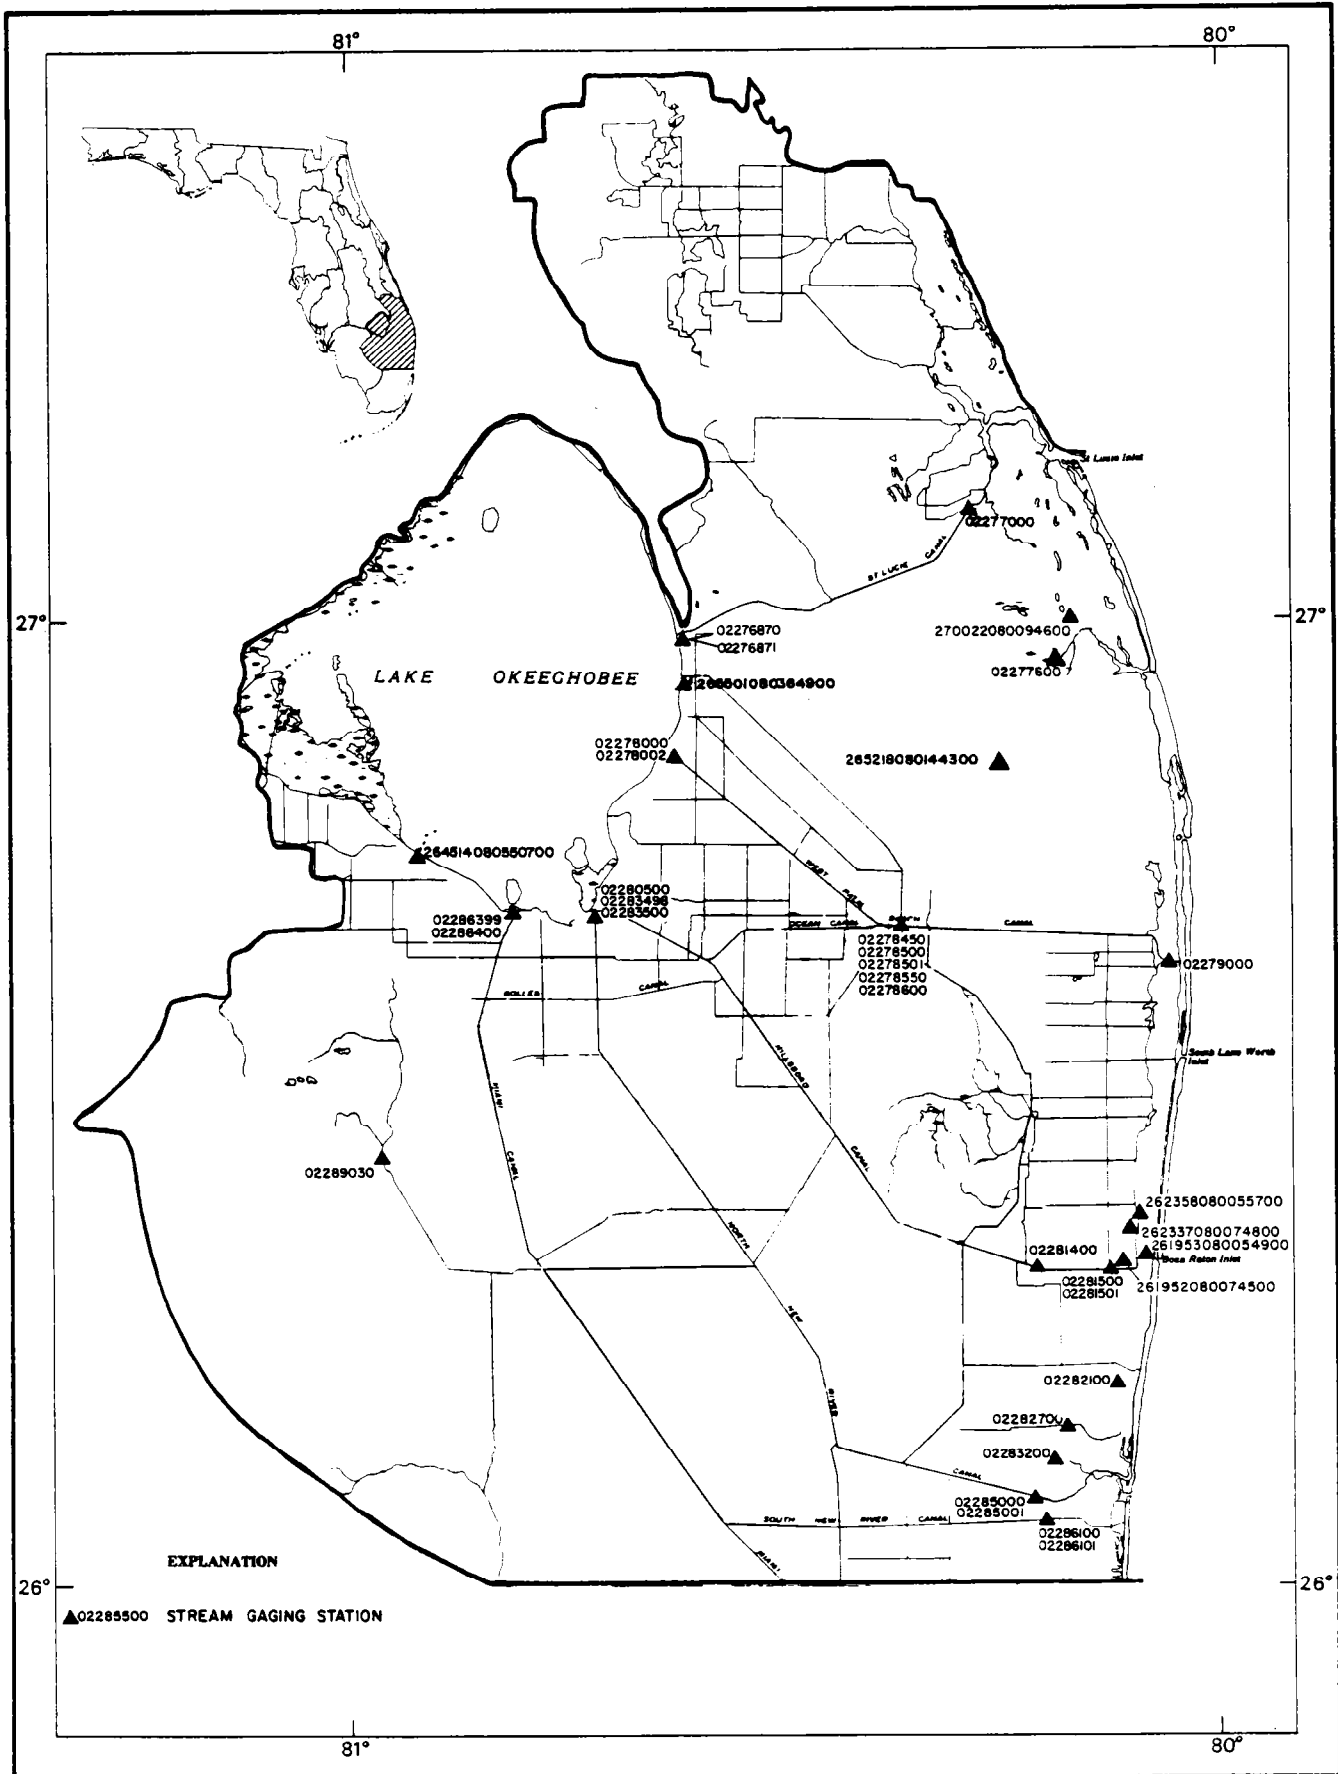 81°
80°
St Lucie Inlet
02277000
ST LUCIE CANAL
27°
27°
270022080094600
02276870
02276871
02277600
LAKE OKEECHOBEE
265501080364900
02278000
02278002
265218080144300
264514080550700
WEST PALM BEACH CANAL
02280500
02283498
02283500
02286399
02286400
OCEAN CANAL
02278450
02278500
02278501
02278550
02278600
02279000
BOLLES CANAL
South Lake Worth
Inlet
HILLSBORO CANAL
MIAMI CANAL
02289030
262358080055700
262337080074800
261953080054900
Boca Raton Inlet
02281400
02281500
02281501
261952080074500
NORTH NEW RIVER CANAL
02282100
02282700
02283200
02285000
02285001
SOUTH NEW RIVER CANAL
02286100
02286101
MIAMI
EXPLANATION
26°
26°
02285500 STREAM GAGING STATION
81°
80°